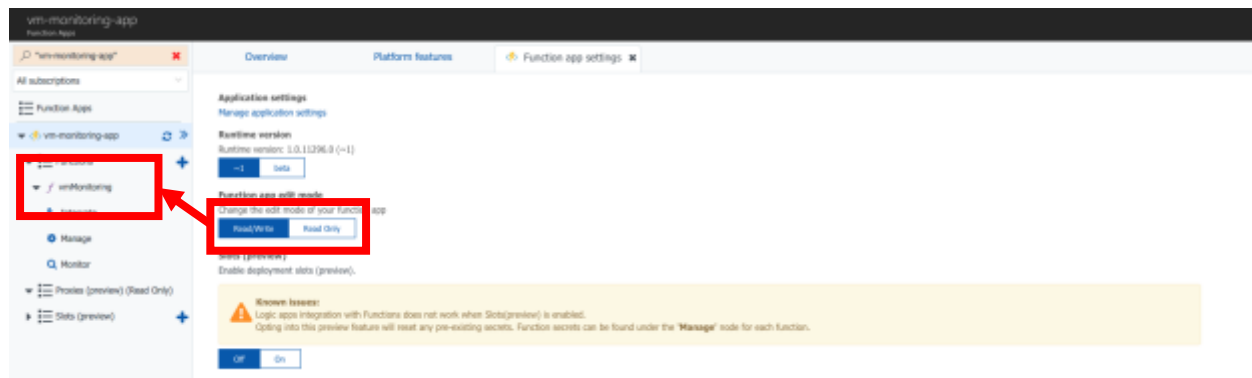 vm-monitoring-app
Function Apps
"vm-monitoring-app"
All subscriptions
Function Apps
vm-monitoring-app
Functions
vmMonitoring
Manage
Monitor
Proxies (preview) (Read Only)
Slots (preview)
Overview
Platform features
Function app settings
Application settings
Manage application settings
Runtime version
Runtime version: 1.0.11296.0 (~1)
~1 beta
Function app edit mode
Change the edit mode of your function app
Read/Write Read Only
Slots (preview)
Enable deployment slots (preview).
Known issues:
Logic apps integration with Functions does not work when Slots(preview) is enabled.
Opting into this preview feature will reset any pre-existing secrets. Function secrets can be found under the 'Manage' node for each function.
Off On